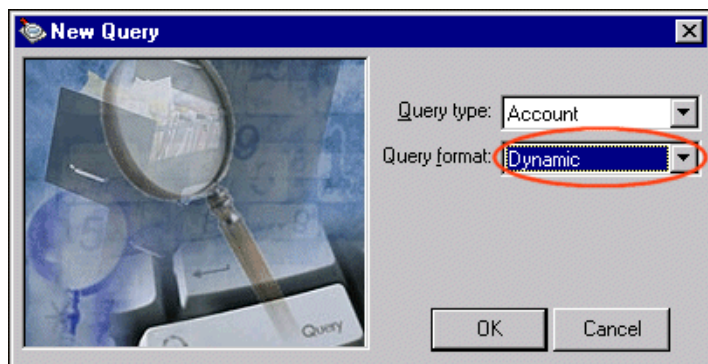 New Query
Query type: Account
Query format: Dynamic
Query
OK Cancel